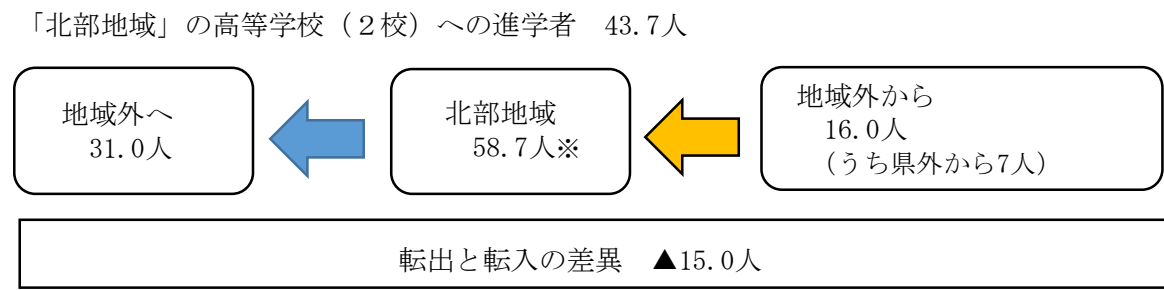 「北部地域」の高等学校（２校）への進学者　43.7人
地域外へ
31.0人
北部地域
58.7人※
地域外から
16.0人
(うち県外から7人)
転出と転入の差異　▲15.0人